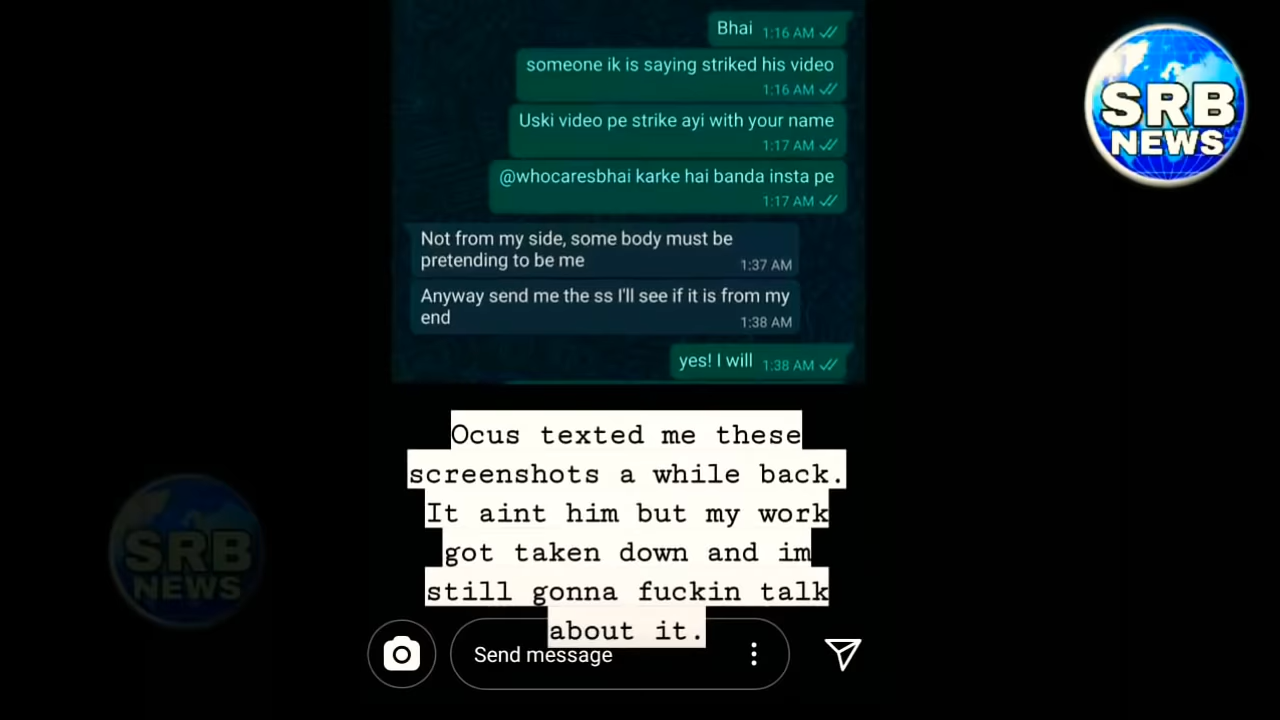 Bhai 1:16 AM
someone ik is saying striked his video
1:16 AM
Uski video pe strike ayi with your name
1:17 AM
@whocaresbhai karke hai banda insta pe
1:17 AM
Not from my side, some body must be
pretending to be me 1:37 AM
Anyway send me the ss I'll see if it is from my
end 1:38 AM
yes! I will 1:38 AM
Ocus texted me these
screenshots a while back.
It aint him but my work
got taken down and im
still gonna fuckin talk
about it.
Send message
SRB
NEWS
SRB
NEWS